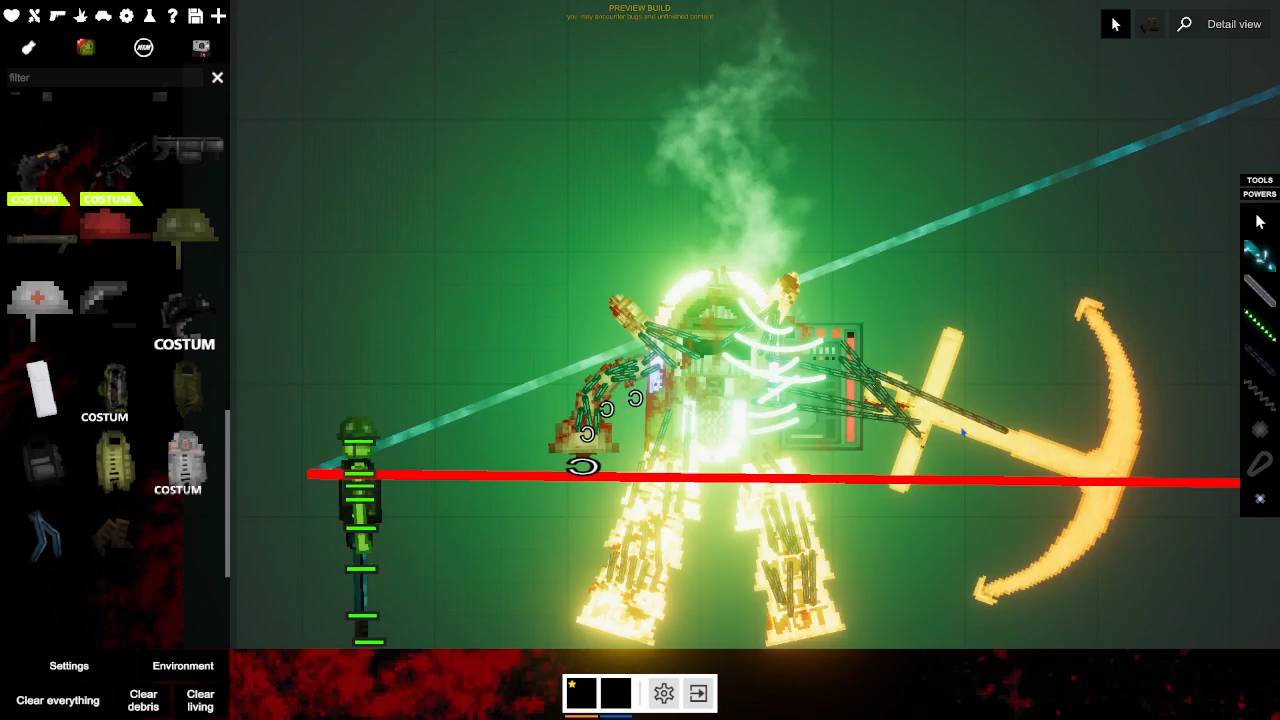 PREVIEW BUILD
you may encounter bugs and unfinished content
Detail view
filter
TOOLS
POWERS
COSTUM
COSTUM
COSTUM
COSTUM
COSTUM
Settings
Environment
Clear everything
Clear debris
Clear living